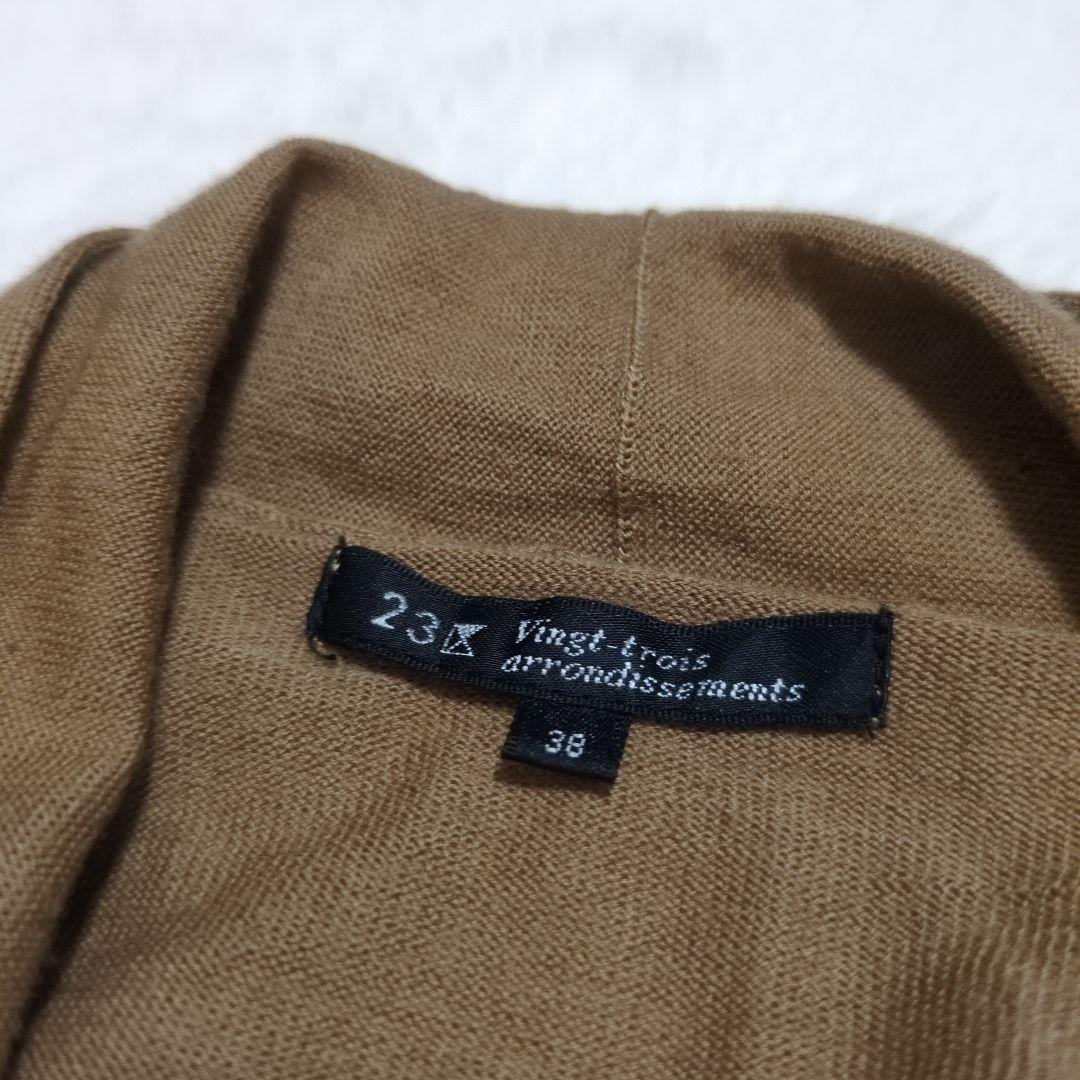 23区 Vingt-trois
arrondissements
38